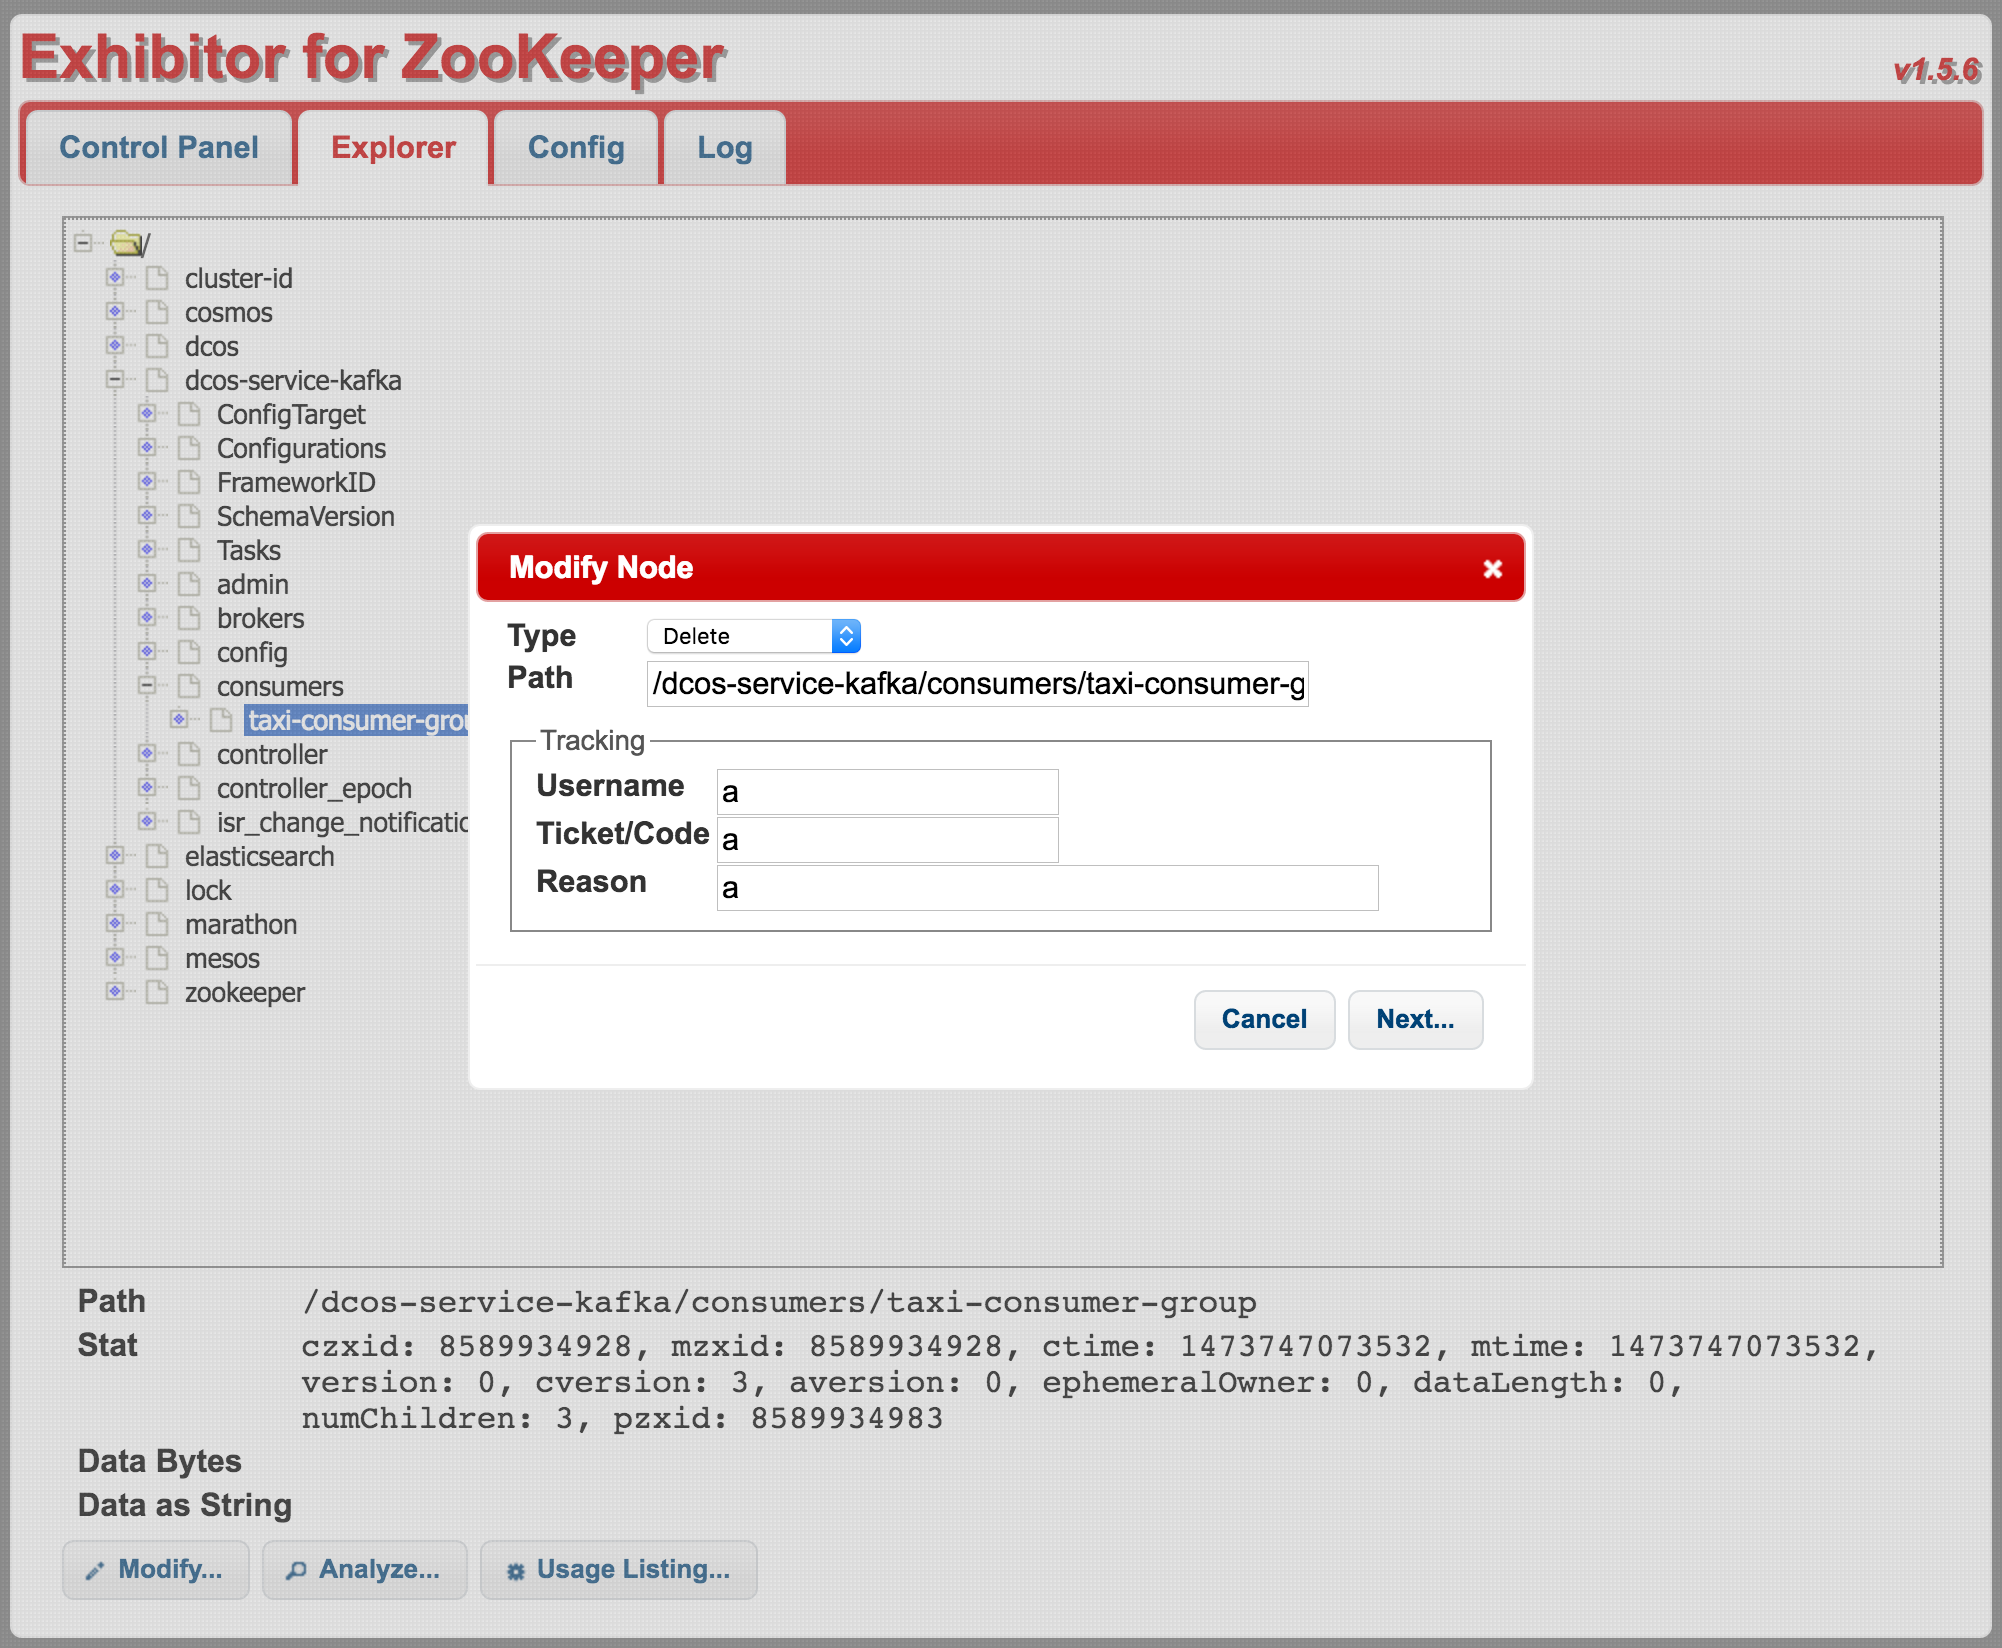 Exhibitor for ZooKeeper
v1.5.6
Control Panel
Explorer
Config
Log
/
cluster-id
cosmos
dcos
dcos-service-kafka
ConfigTarget
Configurations
FrameworkID
SchemaVersion
Tasks
admin
brokers
config
consumers
taxi-consumer-grou
controller
controller_epoch
isr_change_notificatio
elasticsearch
lock
marathon
mesos
zookeeper
Modify Node
Type Delete
Path /dcos-service-kafka/consumers/taxi-consumer-g
Tracking
Username a
Ticket/Code a
Reason a
Cancel
Next...
Path /dcos-service-kafka/consumers/taxi-consumer-group
Stat czxid: 8589934928, mzxid: 8589934928, ctime: 1473747073532, mtime: 1473747073532,
version: 0, cversion: 3, aversion: 0, ephemeralOwner: 0, dataLength: 0,
numChildren: 3, pzxid: 8589934983
Data Bytes
Data as String
Modify...
Analyze...
Usage Listing...